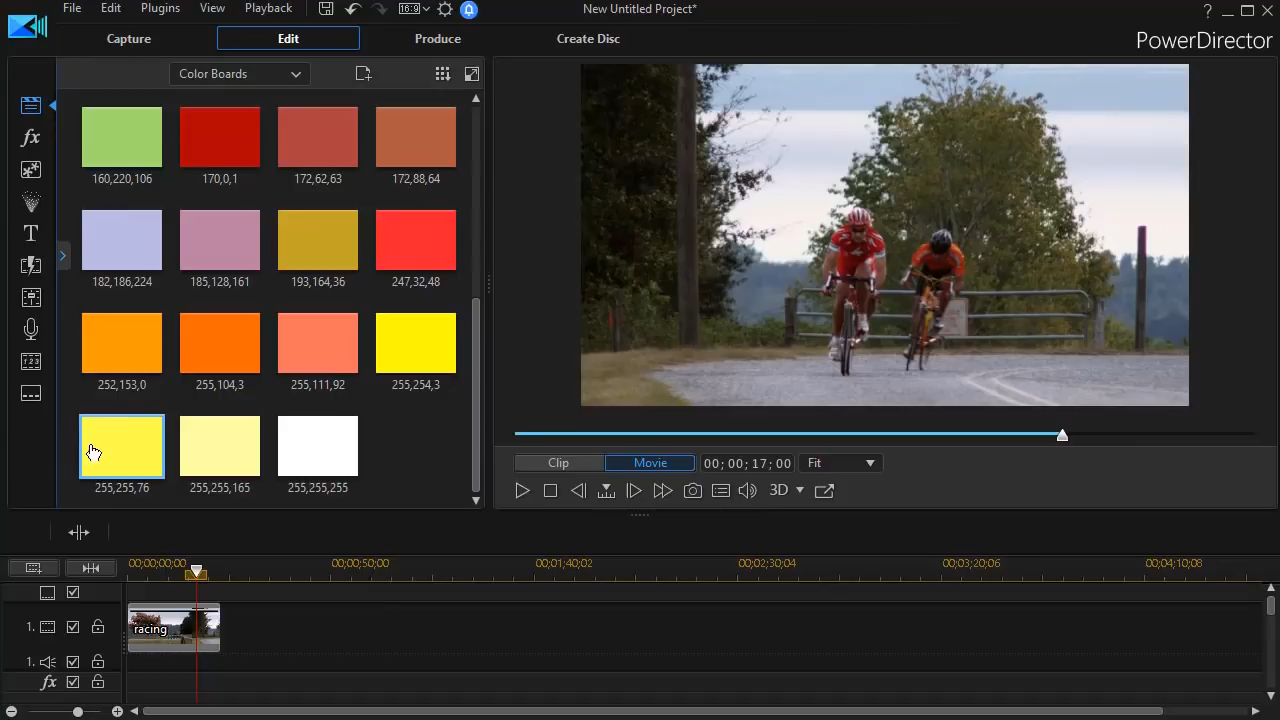 File Edit Plugins View Playback 16:9 New Untitled Project* ?
Capture Edit Produce Create Disc PowerDirector
Color Boards
160,220,106 170,0,1 172,62,63 172,88,64
182,186,224 185,128,161 193,164,36 247,32,48
252,153,0 255,104,3 255,111,92 255,254,3
255,255,76 255,255,165 255,255,255
fx
T
123
Clip Movie 00; 00; 17; 00 Fit
3D
00;00;00;00 00;00;50;00 00;01;40;02 00;02;30;04 00;03;20;06 00;04;10;08
1. racing
1.
fx